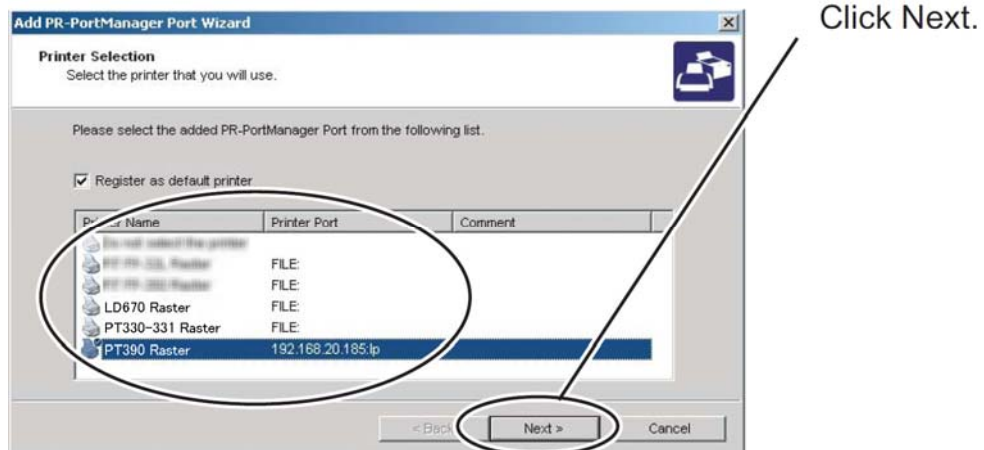 Click Next.
Add PR-PortManager Port Wizard
Printer Selection
Select the printer that you will use.
Please select the added PR-PortManager Port from the following list.
Register as default printer
Name Printer Port Comment
FILE:
FILE:
LD670 Raster FILE:
PT330-331 Raster FILE:
PT390 Raster 192.168.20.185:lp
< Back Next > Cancel